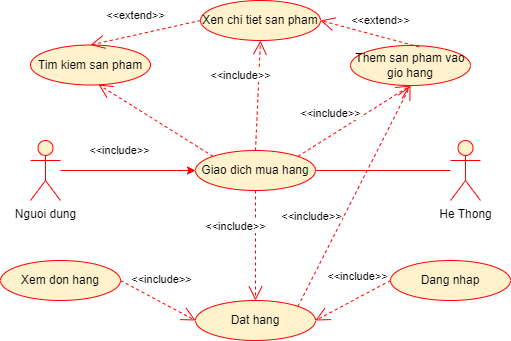 <<extend>>
Xen chi tiet san pham
<<extend>>
Tim kiem san pham
<<include>>
Them san pham vao
gio hang
<<include>>
<<include>>
Giao dich mua hang
Nguoi dung
<<include>>
He Thong
<<include>>
Xem don hang
<<include>>
<<include>>
Dang nhap
Dat hang